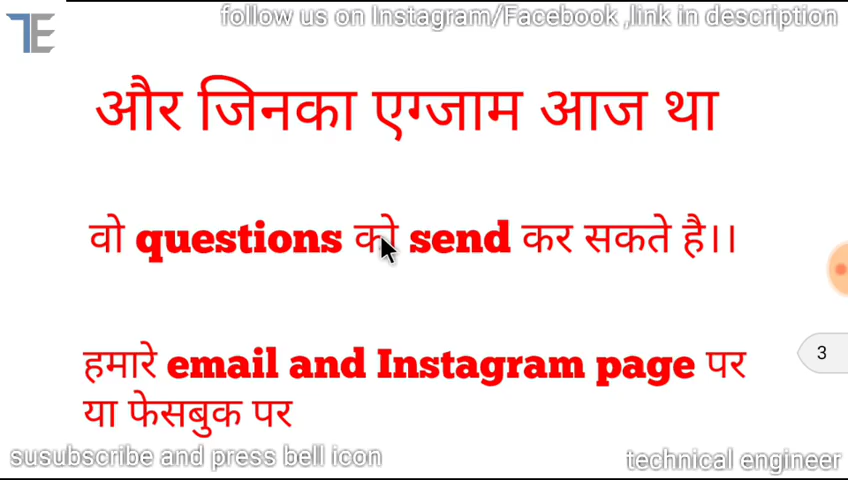 follow us on Instagram/Facebook ,link in description
TE
और जिनका एग्जाम आज था
वो questions को send कर सकते है।।
हमारे email and Instagram page पर
या फेसबुक पर
3
susubscribe and press bell icon
technical engineer